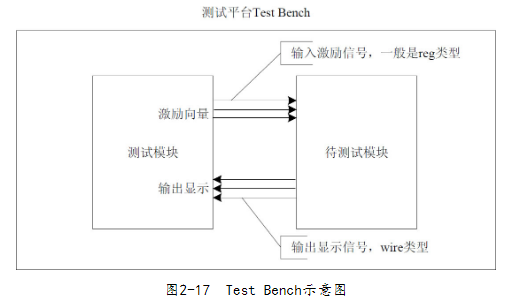 测试平台Test Bench
输入激励信号，一般是reg类型
激励向量
测试模块
待测试模块
输出显示
输出显示信号，wire类型
图2-17 Test Bench示意图